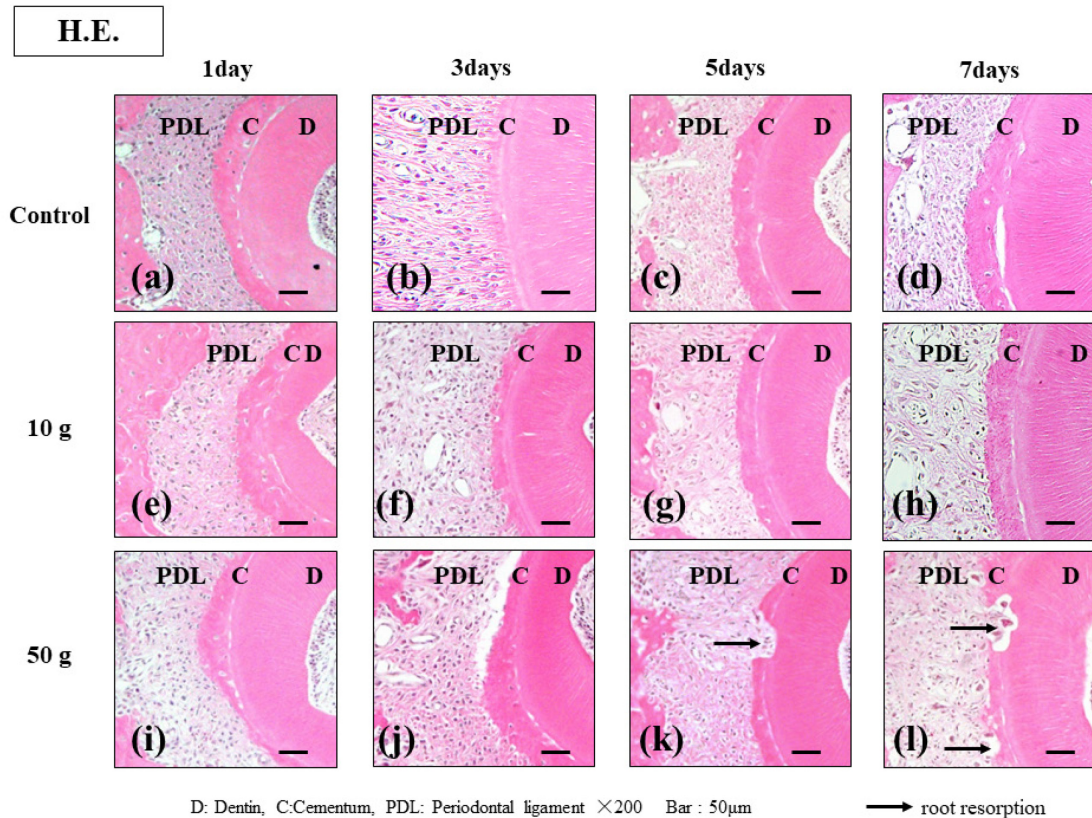 H.E.
1day 3days 5days 7days
PDL C D PDL C D PDL C D PDL C D
Control
(a) (b) (c) (d)
PDL C D PDL C D PDL C D PDL C D
10 g
(e) (f) (g) (h)
PDL C D PDL C D PDL C D PDL C D
50 g
(i) (j) (k) (l)
D: Dentin, C:Cementum, PDL: Periodontal ligament ×200 Bar : 50μm root resorption